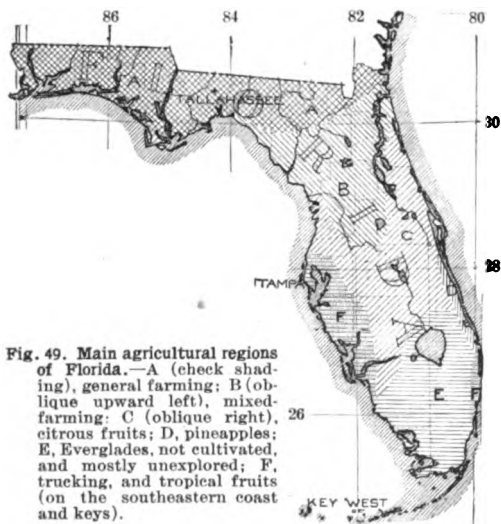 86
84
82
80
F
A
TALLAHASSEE
A
30
L
R
B
O
I
D
C
28
TAMPA
D
F
A
Fig. 49. Main agricultural regions
of Florida.—A (check shad-
ing), general farming; B (ob-
lique upward left), mixed-
farming: C (oblique right),
citrous fruits; D, pineapples;
E, Everglades, not cultivated,
and mostly unexplored; F,
trucking, and tropical fruits
(on the southeastern coast
and keys).
26
E
F
KEY WEST